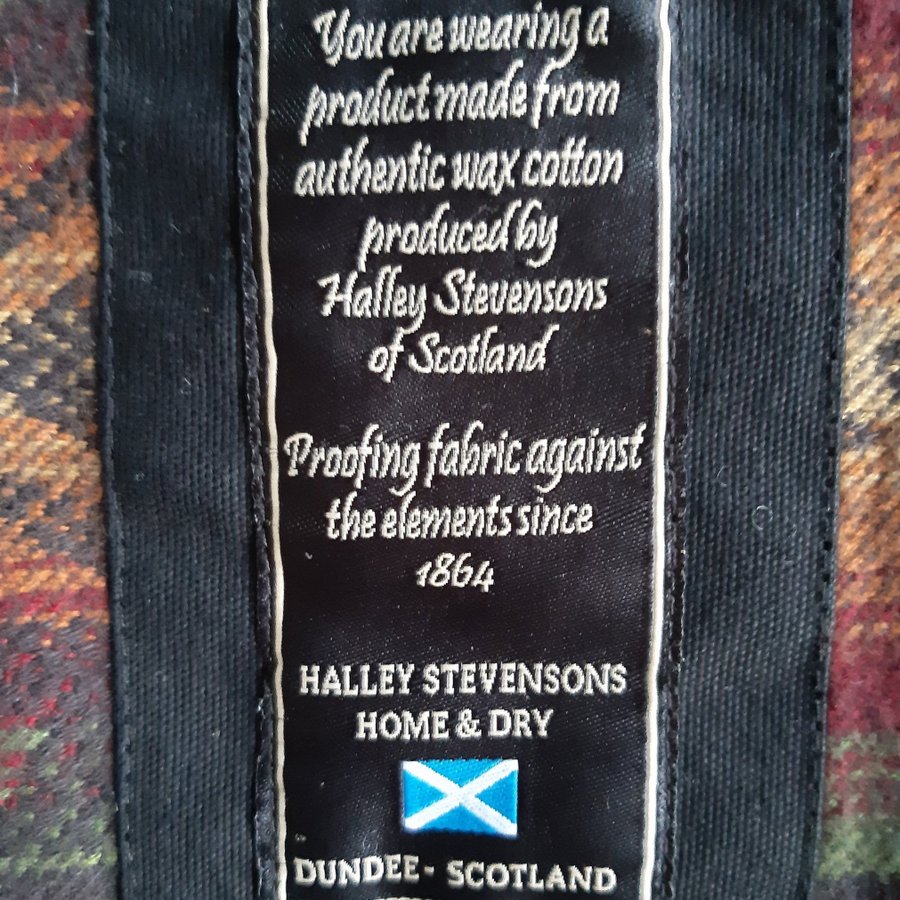 You are wearing a
product made from
authentic wax cotton
produced by
Halley Stevensons
of Scotland
Proofing fabric against
the elements since
1864
HALLEY STEVENSONS
HOME & DRY
DUNDEE- SCOTLAND